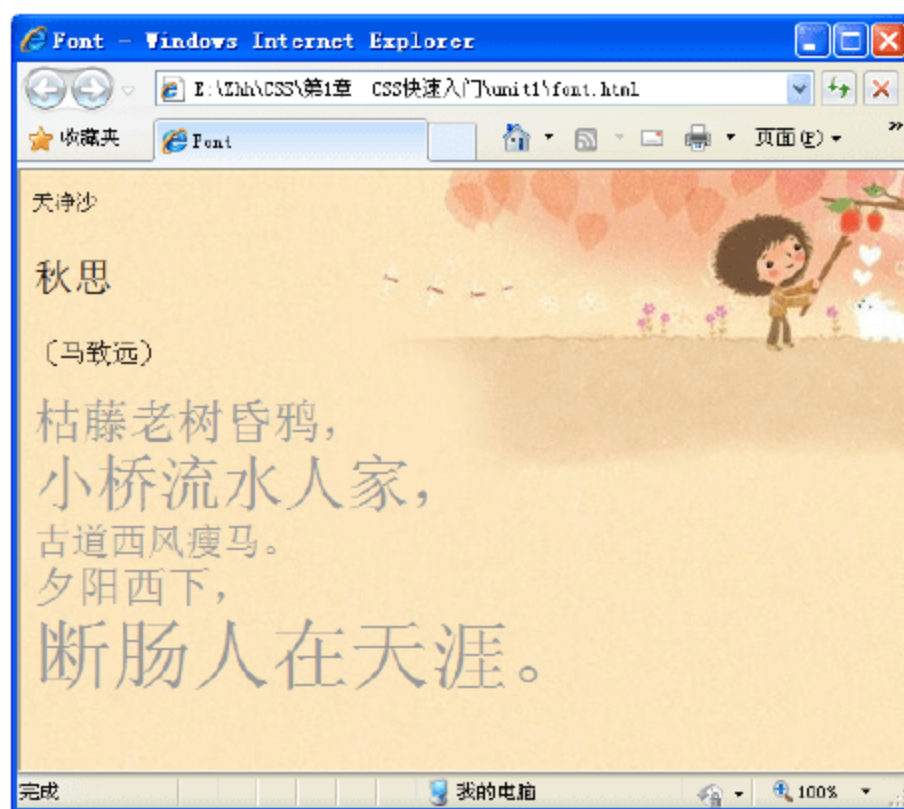 Font - Windows Internet Explorer
E:\Zhh\CSS\第1章 CSS快速入门\unit1\font.html
收藏夹 Font 页面(P) »
天净沙
秋思
（马致远）
枯藤老树昏鸦，
小桥流水人家，
古道西风瘦马。
夕阳西下，
断肠人在天涯。
完成 我的电脑 100%